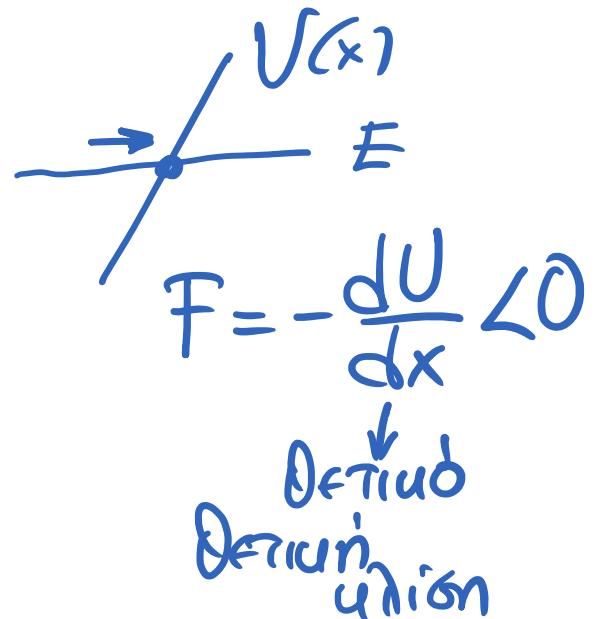 U(x)
E
F = - dU/dx < 0
θετικό
θετική
κλίση